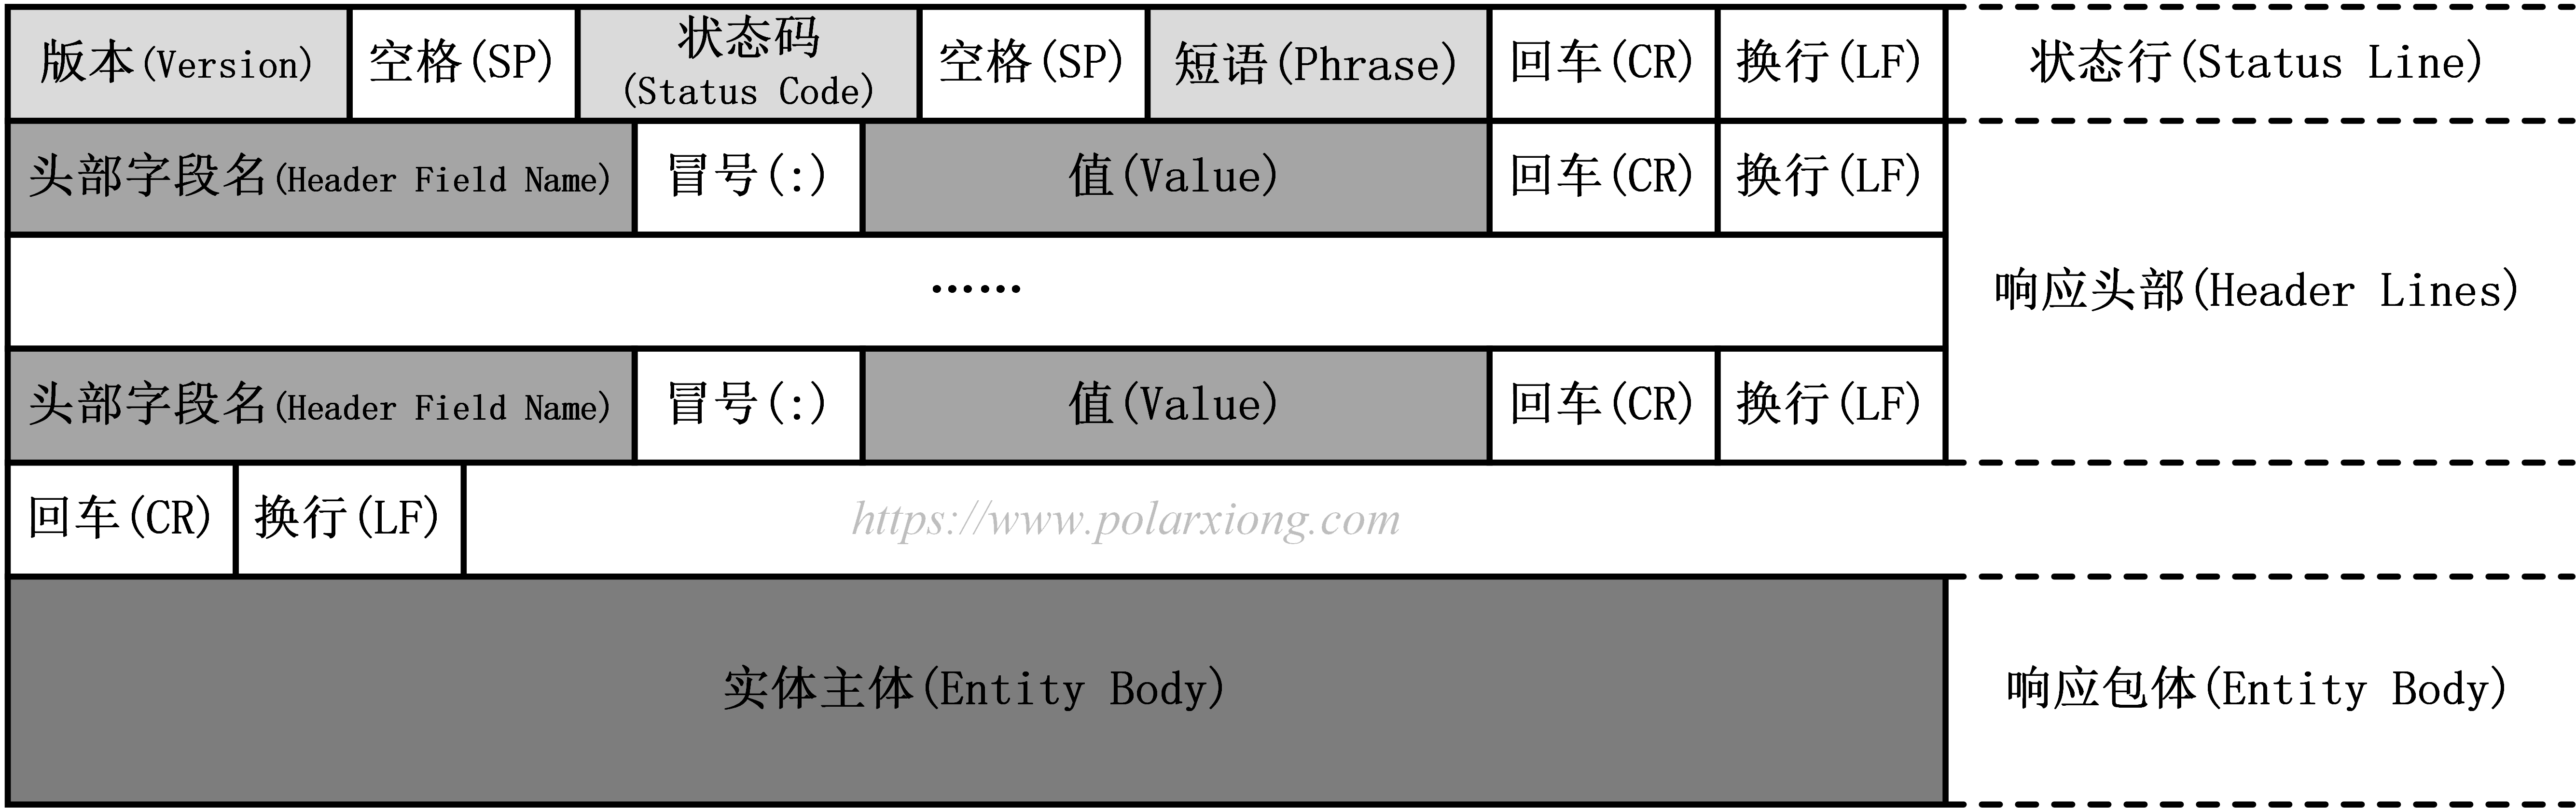 版本(Version) 空格(SP) 状态码(Status Code) 空格(SP) 短语(Phrase) 回车(CR) 换行(LF) 状态行(Status Line)
头部字段名(Header Field Name) 冒号(:) 值(Value) 回车(CR) 换行(LF)
…… 响应头部(Header Lines)
头部字段名(Header Field Name) 冒号(:) 值(Value) 回车(CR) 换行(LF)
回车(CR) 换行(LF) https://www.polarxiong.com
实体主体(Entity Body) 响应包体(Entity Body)